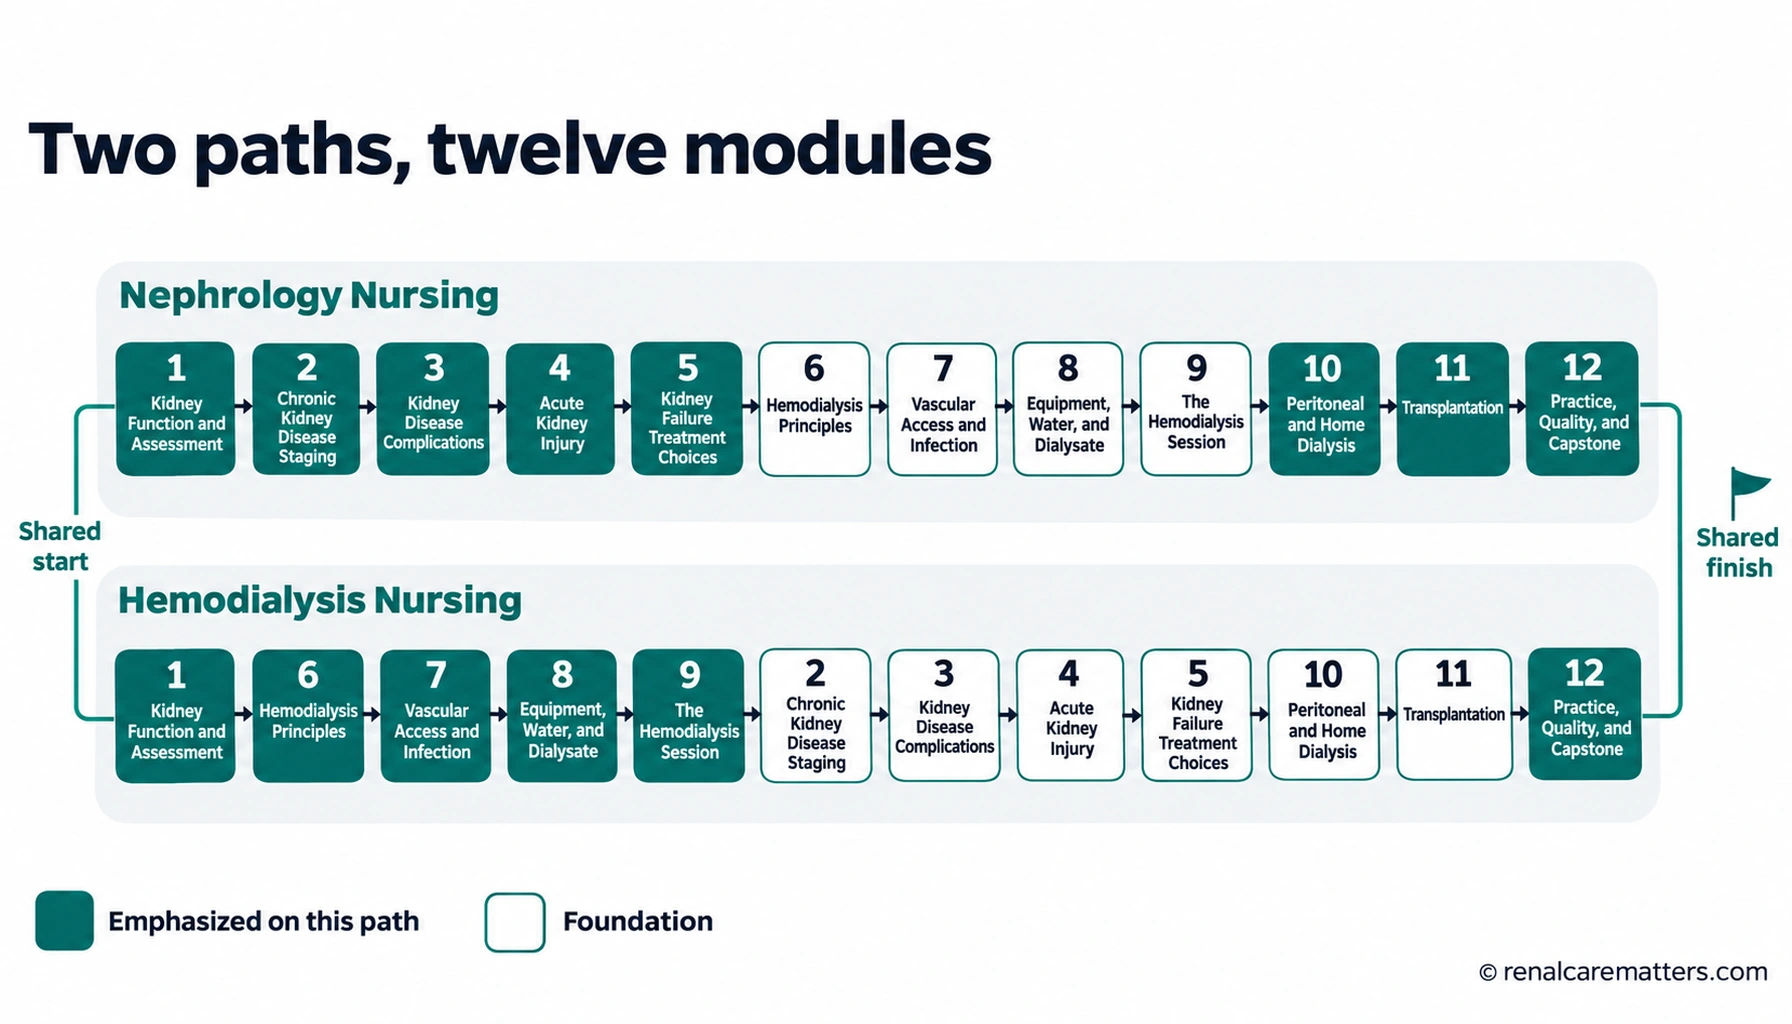 Two paths, twelve modules
Nephrology Nursing
1
Kidney
Function and
Assessment
2
Chronic
Kidney
Disease
Staging
3
Kidney
Disease
Complications
4
Acute
Kidney
Injury
5
Kidney
Failure
Treatment
Choices
6
Hemodialysis
Principles
7
Vascular
Access and
Infection
8
Equipment,
Water, and
Dialysate
9
The
Hemodialysis
Session
10
Peritoneal
and Home
Dialysis
11
Transplantation
12
Practice,
Quality, and
Capstone
Shared
start
Shared
finish
Hemodialysis Nursing
1
Kidney
Function and
Assessment
6
Hemodialysis
Principles
7
Vascular
Access and
Infection
8
Equipment,
Water, and
Dialysate
9
The
Hemodialysis
Session
2
Chronic
Kidney
Disease
Staging
3
Kidney
Disease
Complications
4
Acute
Kidney
Injury
5
Kidney
Failure
Treatment
Choices
10
Peritoneal
and Home
Dialysis
11
Transplantation
12
Practice,
Quality, and
Capstone
Emphasized on this path
Foundation
© renalcarematters.com